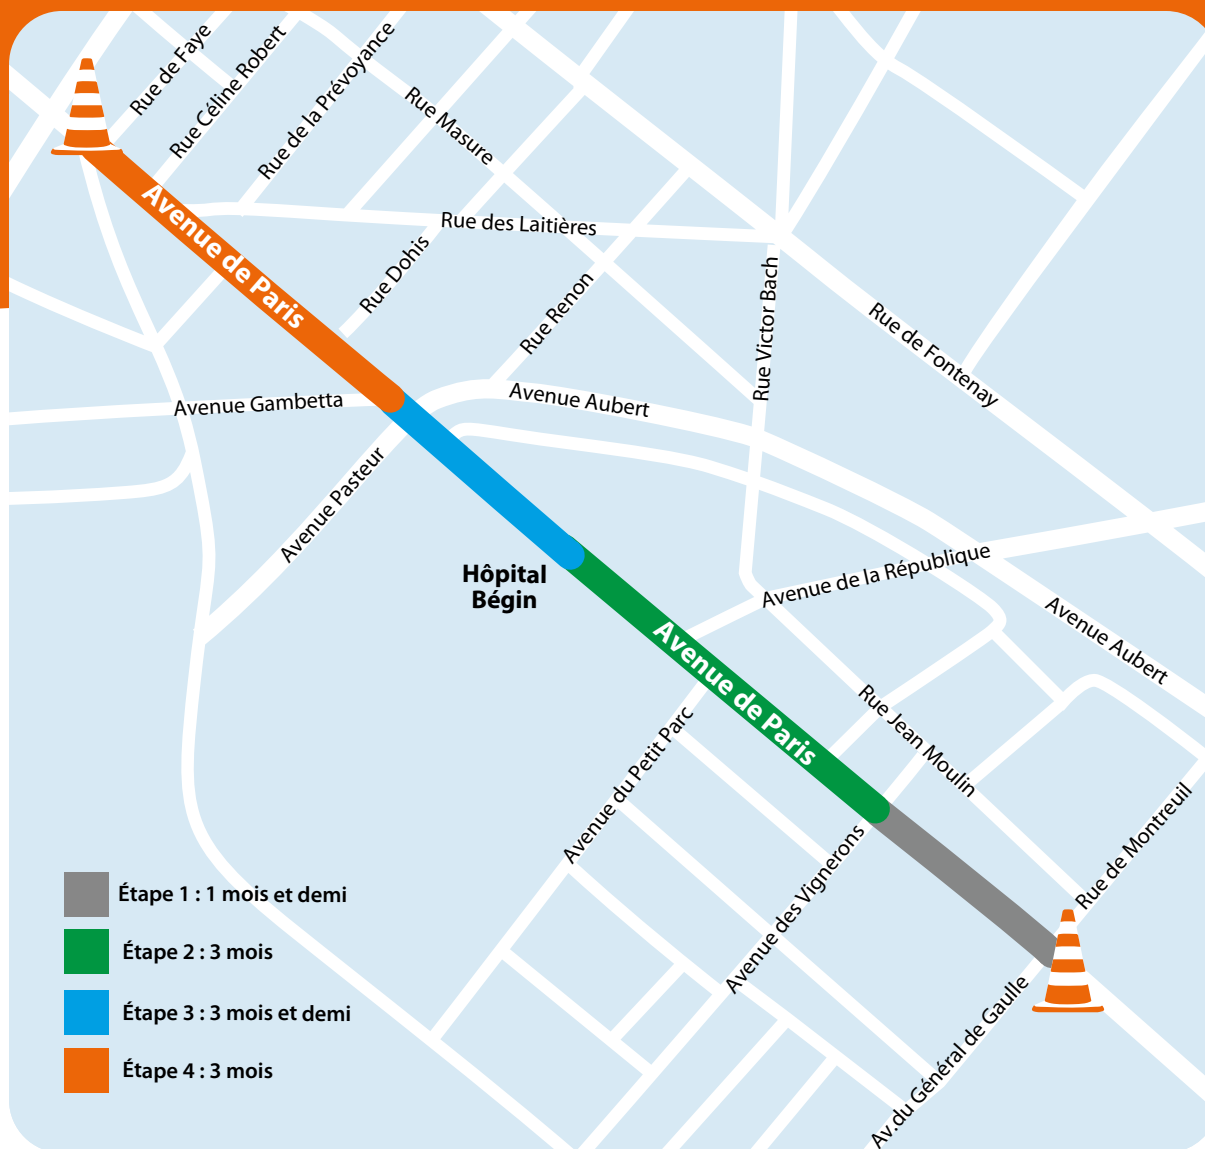 Rue de Faye
Rue Céline Robert
Rue de la Prévoyance
Rue Masure
Avenue de Paris
Rue des Laitières
Rue Dohis
Rue Renon
Rue Victor Bach
Rue de Fontenay
Avenue Gambetta
Avenue Aubert
Avenue Pasteur
Hôpital
Bégin
Avenue de la République
Avenue Aubert
Avenue de Paris
Rue Jean Moulin
Avenue du Petit Parc
Rue de Montreuil
Avenue des Vignerons
Av.du Général de Gaulle
Étape 1 : 1 mois et demi
Étape 2 : 3 mois
Étape 3 : 3 mois et demi
Étape 4 : 3 mois